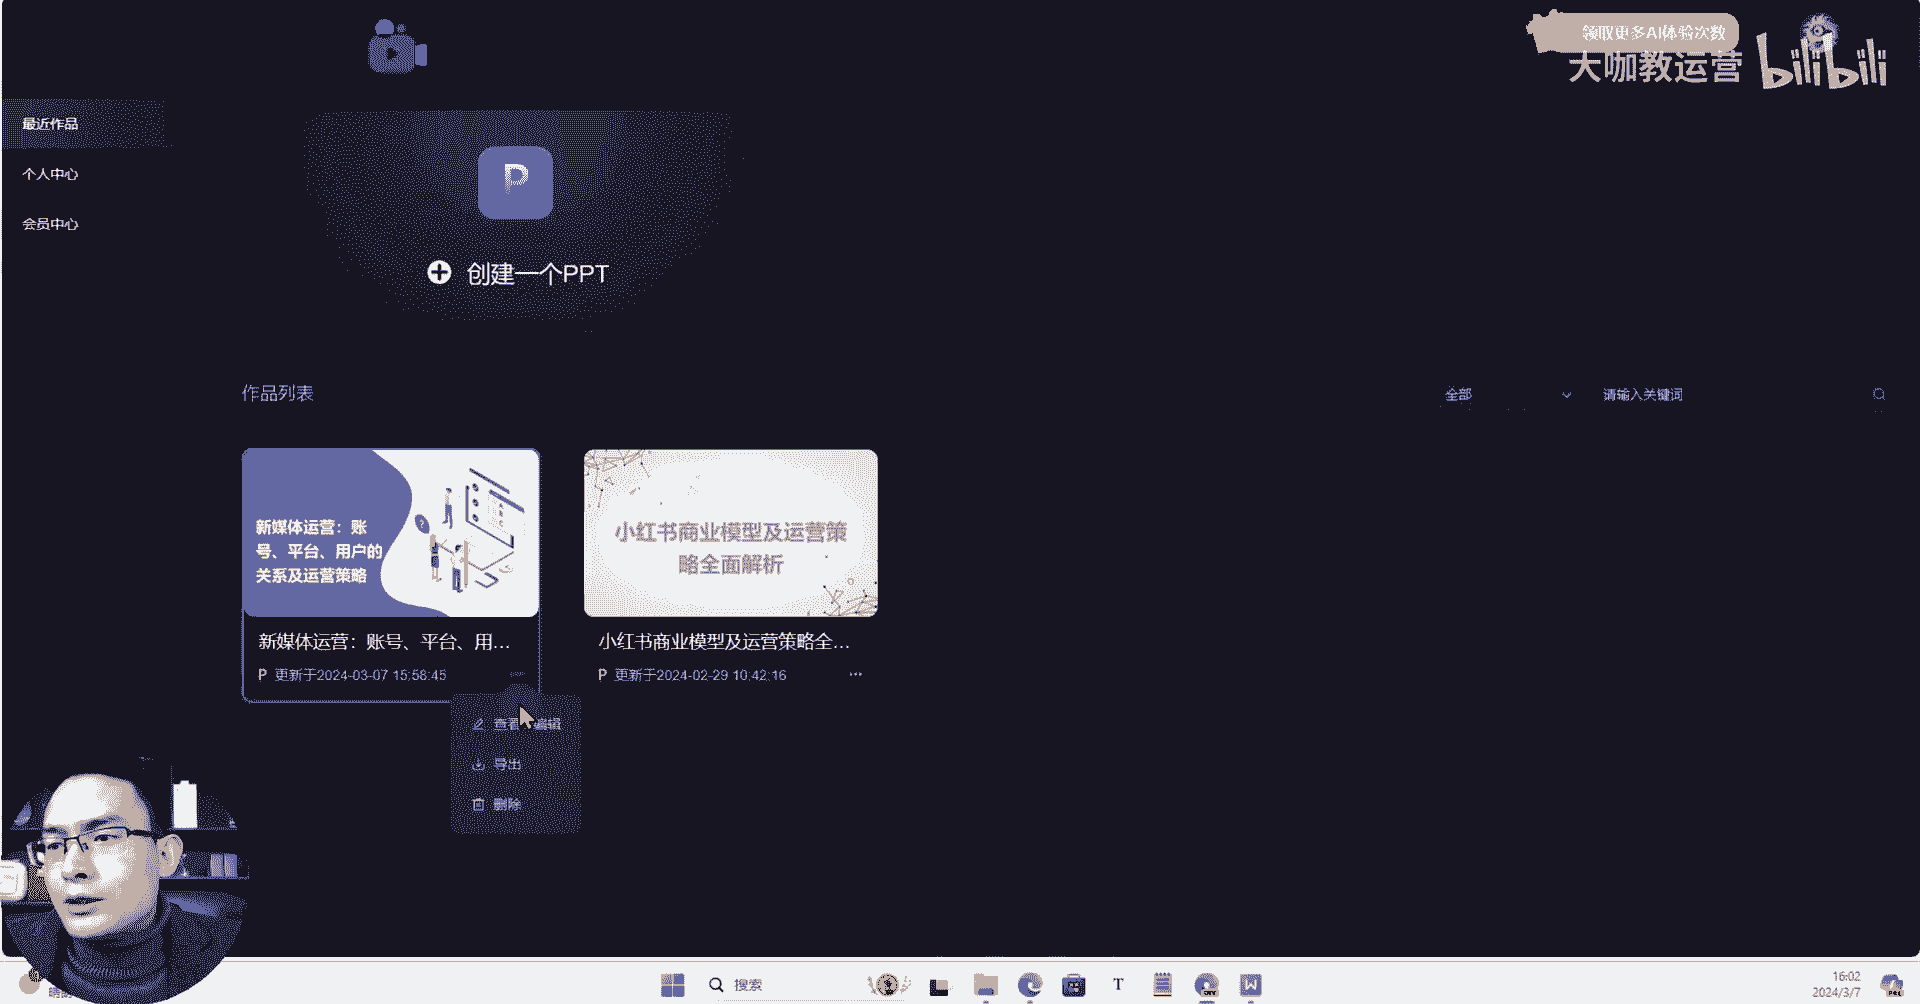 领取更多AI体验次数
大咖教运营
bilibili
最近作品
个人中心
会员中心
P
创建一个PPT
作品列表
全部
请输入关键词
新媒体运营：账
号、平台、用户的
关系及运营策略
小红书商业模型及运营策
略全面解析
新媒体运营：账号、平台、用...
小红书商业模型及运营策略全...
P 更新于2024-03-07 15:58:45
P 更新于2024-02-29 10:42:16
查看 编辑
导出
删除
搜索
T
W
16:02
2024/3/7